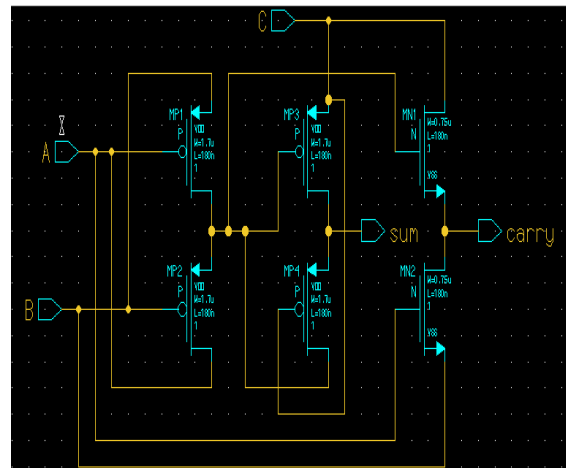 C
MP1
P
VDD
W=1.7u
L=180n
1
MP3
P
VDD
W=1.7u
L=180n
1
MN1
N
W=0.75u
L=180n
1
VSS
A
sum
carry
MP2
P
VDD
W=1.7u
L=180n
1
MP4
P
VDD
W=1.7u
L=180n
1
MN2
N
W=0.75u
L=180n
1
VSS
B